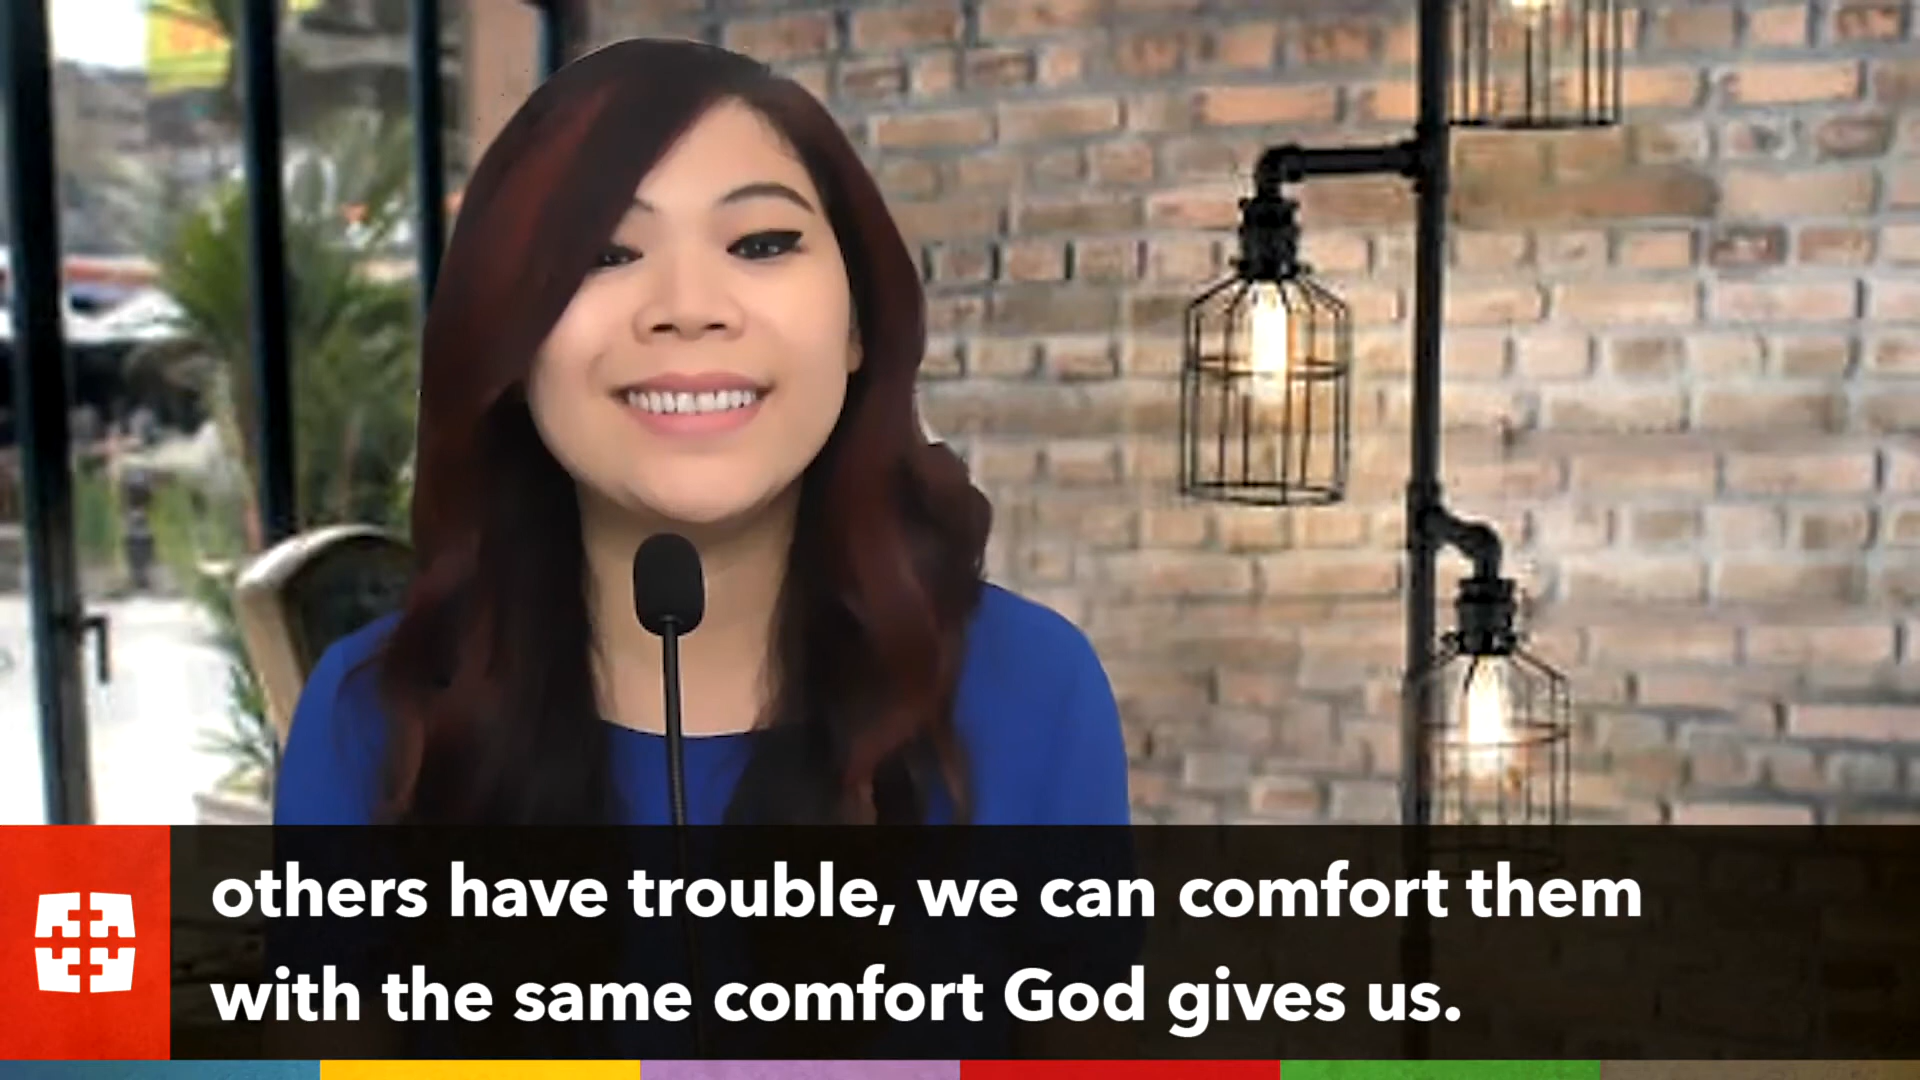 others have trouble, we can comfort them
with the same comfort God gives us.